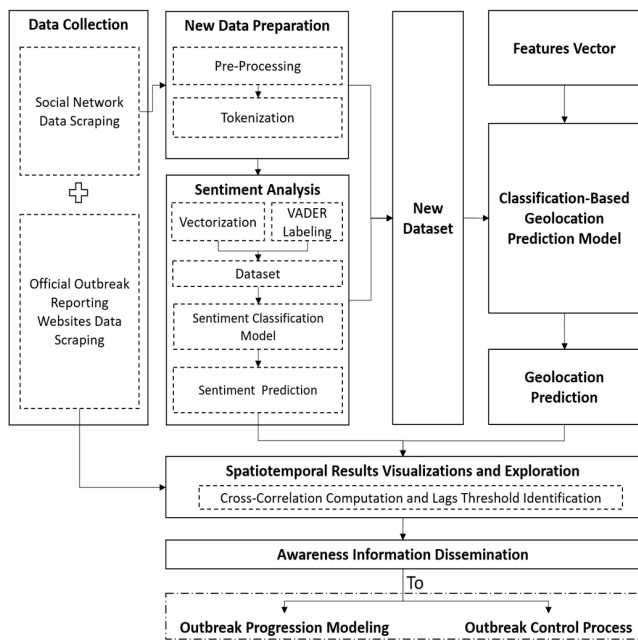 Data Collection
Social Network
Data Scraping
Official Outbreak
Reporting
Websites Data
Scraping
New Data Preparation
Pre-Processing
Tokenization
Sentiment Analysis
Vectorization
VADER
Labeling
Dataset
Sentiment Classification
Model
Sentiment Prediction
New
Dataset
Features Vector
Classification-Based
Geolocation
Prediction Model
Geolocation
Prediction
Spatiotemporal Results Visualizations and Exploration
Cross-Correlation Computation and Lags Threshold Identification
Awareness Information Dissemination
To
Outbreak Progression Modeling
Outbreak Control Process